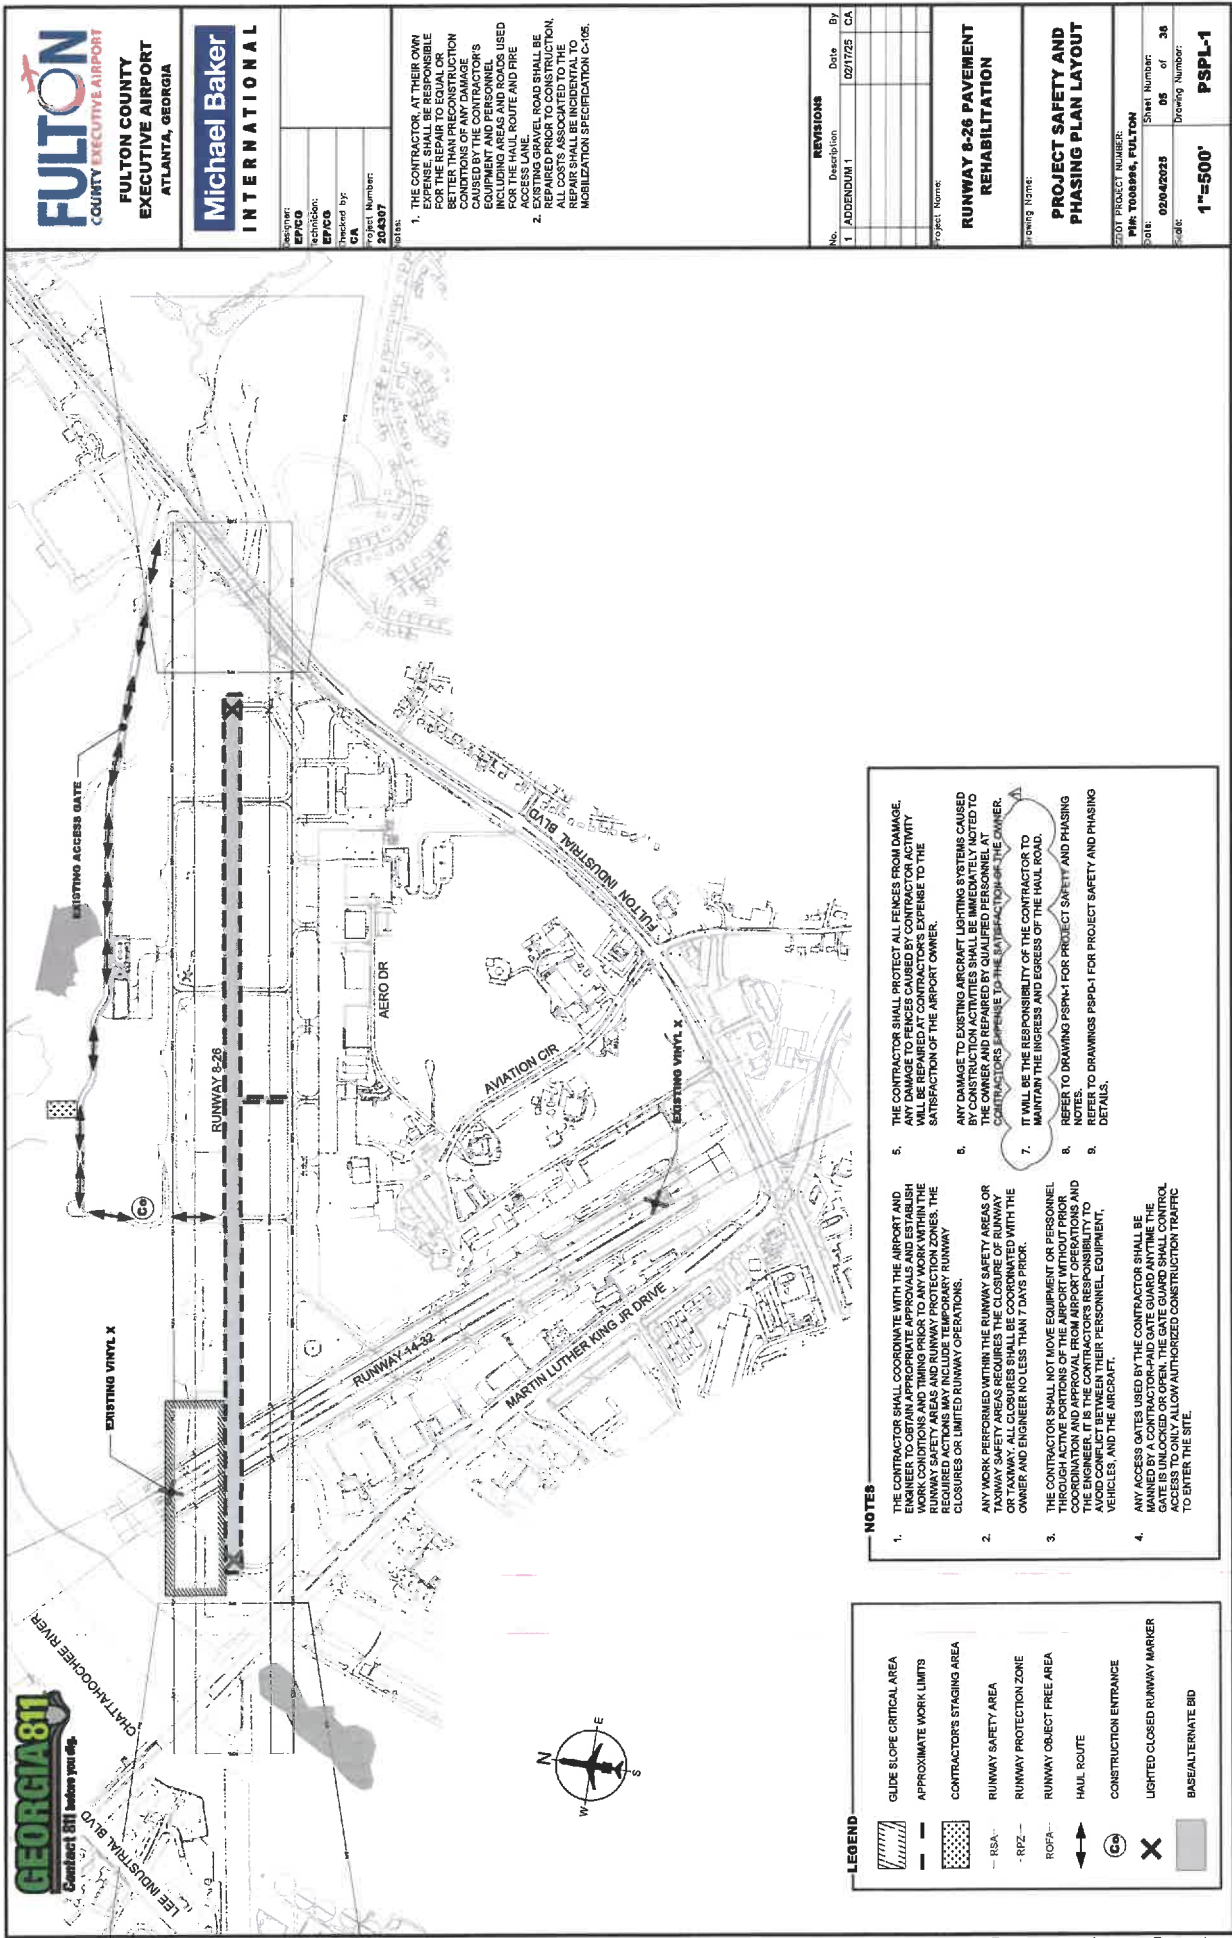 GEORGIA811
Contact 811 before you dig.
LEE INDUSTRIAL BLVD
CHATTAHOOCHEE RIVER
EXISTING VINYL X
RUNWAY 8-26
RUNWAY 14-32
MARTIN LUTHER KING JR DRIVE
EXISTING VINYL X
AVIATION CIR
AERO DR
FULTON INDUSTRIAL BLVD
FULTON
EXISTING ACCESS GATE
Ce
N
W
E
S
LEGEND
GLIDE SLOPE CRITICAL AREA
APPROXIMATE WORK LIMITS
CONTRACTOR'S STAGING AREA
RSA
RUNWAY SAFETY AREA
RPZ
RUNWAY PROTECTION ZONE
ROFA
RUNWAY OBJECT FREE AREA
HAUL ROUTE
Ce
CONSTRUCTION ENTRANCE
LIGHTED CLOSED RUNWAY MARKER
BASE/ALTERNATE BID
NOTES
1. THE CONTRACTOR SHALL COORDINATE WITH THE AIRPORT AND
ENGINEER TO OBTAIN APPROPRIATE APPROVALS AND ESTABLISH
WORK CONDITIONS AND TIMING PRIOR TO ANY WORK WITHIN THE
RUNWAY SAFETY AREAS AND RUNWAY PROTECTION ZONES. THE
REQUIRED ACTIONS MAY INCLUDE TEMPORARY RUNWAY
CLOSURES OR LIMITED RUNWAY OPERATIONS.
2. ANY WORK PERFORMED WITHIN THE RUNWAY SAFETY AREAS OR
TAXIWAY SAFETY AREAS REQUIRES THE CLOSURE OF RUNWAY
OR TAXIWAY. ALL CLOSURES SHALL BE COORDINATED WITH THE
OWNER AND ENGINEER NO LESS THAN 7 DAYS PRIOR.
3. THE CONTRACTOR SHALL NOT MOVE EQUIPMENT OR PERSONNEL
THROUGH ACTIVE PORTIONS OF THE AIRPORT WITHOUT PRIOR
COORDINATION AND APPROVAL FROM AIRPORT OPERATIONS AND
THE ENGINEER. IT IS THE CONTRACTOR'S RESPONSIBILITY TO
AVOID CONFLICT BETWEEN THEIR PERSONNEL, EQUIPMENT,
VEHICLES, AND THE AIRCRAFT.
4. ANY ACCESS GATES USED BY THE CONTRACTOR SHALL BE
MANNED BY A CONTRACTOR-PAID GATE GUARD ANYTIME THE
GATE IS UNLOCKED OR OPEN. THE GATE GUARD SHALL CONTROL
ACCESS TO ONLY ALLOW AUTHORIZED CONSTRUCTION TRAFFIC
TO ENTER THE SITE.
5. THE CONTRACTOR SHALL PROTECT ALL FENCES FROM DAMAGE.
ANY DAMAGE TO FENCES CAUSED BY CONTRACTOR ACTIVITY
WILL BE REPAIRED AT CONTRACTOR'S EXPENSE TO THE
SATISFACTION OF THE AIRPORT OWNER.
6. ANY DAMAGE TO EXISTING AIRCRAFT LIGHTING SYSTEMS CAUSED
BY CONSTRUCTION ACTIVITIES SHALL BE IMMEDIATELY NOTED TO
THE OWNER AND REPAIRED BY QUALIFIED PERSONNEL AT
CONTRACTORS EXPENSE TO THE SATISFACTION OF THE OWNER.
7. IT WILL BE THE RESPONSIBILITY OF THE CONTRACTOR TO
MAINTAIN THE INGRESS AND EGRESS OF THE HAUL ROAD.
8. REFER TO DRAWING PSPN-1 FOR PROJECT SAFETY AND PHASING
NOTES.
9. REFER TO DRAWINGS PSPD-1 FOR PROJECT SAFETY AND PHASING
DETAILS.
FULTON
COUNTY EXECUTIVE AIRPORT
FULTON COUNTY
EXECUTIVE AIRPORT
ATLANTA, GEORGIA
Michael Baker
INTERNATIONAL
Designer:
EP/CG
Technician:
EP/CG
Checked by:
CA
Project Number:
204307
Notes:
1. THE CONTRACTOR, AT THEIR OWN
EXPENSE, SHALL BE RESPONSIBLE
FOR THE REPAIR TO EQUAL OR
BETTER THAN PRECONSTRUCTION
CONDITIONS OF ANY DAMAGE
CAUSED BY THE CONTRACTOR'S
EQUIPMENT AND PERSONNEL
INCLUDING AREAS AND ROADS USED
FOR THE HAUL ROUTE AND FIRE
ACCESS LANE.
2. EXISTING GRAVEL ROAD SHALL BE
REPAIRED PRIOR TO CONSTRUCTION.
ALL COSTS ASSOCIATED TO THE
REPAIR SHALL BE INCIDENTAL TO
MOBILIZATION SPECIFICATION C-105.
REVISIONS
No. Description Date By
1 ADDENDUM 1 02/17/25 CA
Project Name:
RUNWAY 8-26 PAVEMENT
REHABILITATION
Drawing Name:
PROJECT SAFETY AND
PHASING PLAN LAYOUT
GDOT PROJECT NUMBER:
PI#: T008996, FULTON
Date:
02/04/2025
Sheet Number:
05 of 38
Scale:
1"=500'
Drawing Number:
PSPL-1